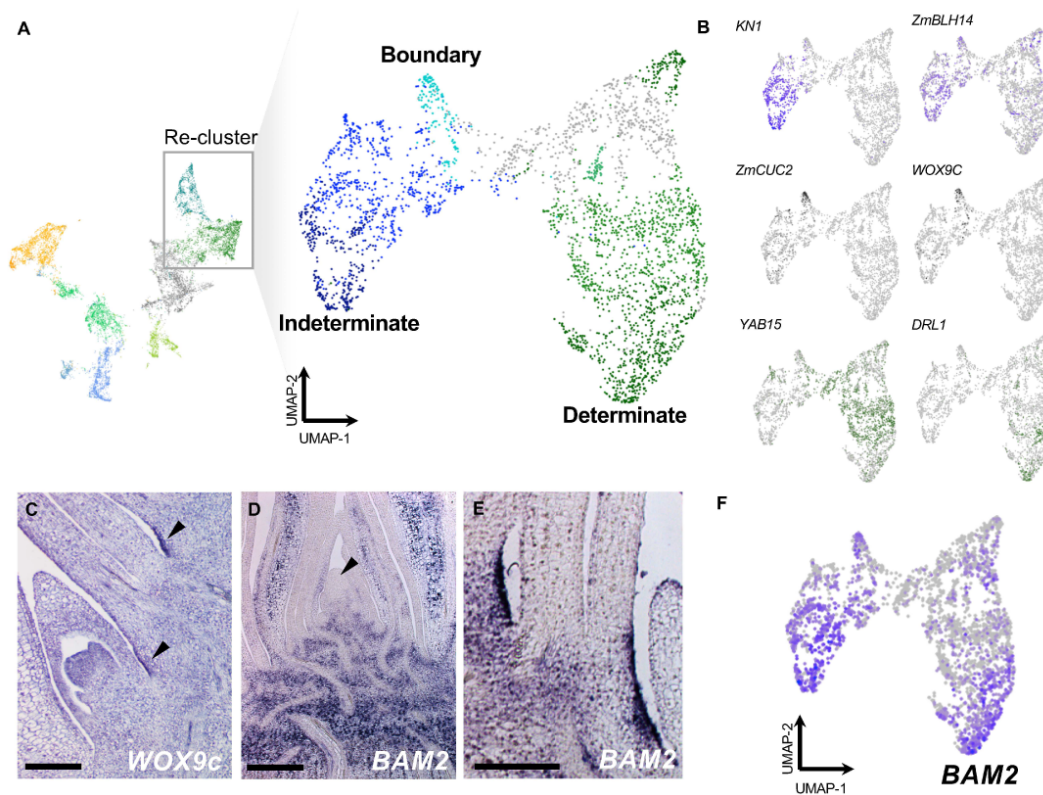 A
Re-cluster
Boundary
Indeterminate
Determinate
UMAP-2
UMAP-1
B
KN1
ZmBLH14
ZmCUC2
WOX9C
YAB15
DRL1
C
WOX9c
D
BAM2
E
BAM2
F
UMAP-2
UMAP-1
BAM2